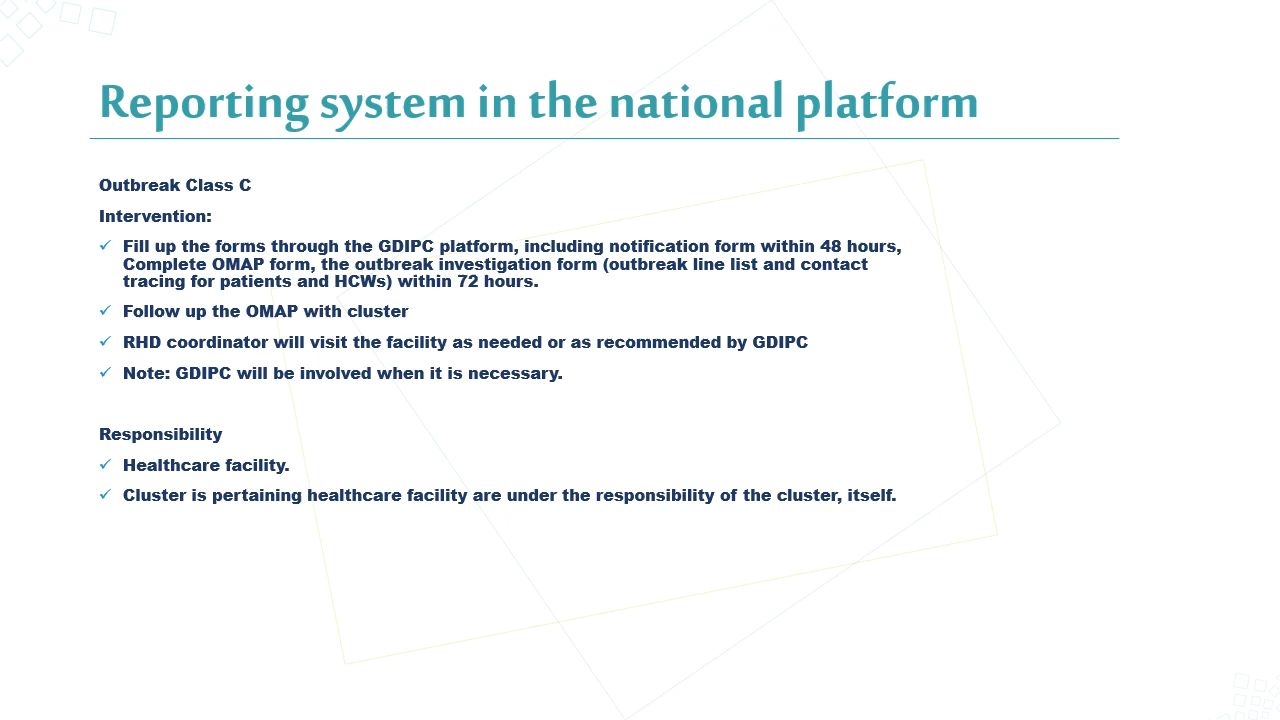 Reporting system in the national platform
Outbreak Class C
Intervention:
✓ Fill up the forms through the GDIPC platform, including notification form within 48 hours,
Complete OMAP form, the outbreak investigation form (outbreak line list and contact
tracing for patients and HCWs) within 72 hours.
✓ Follow up the OMAP with cluster
✓ RHD coordinator will visit the facility as needed or as recommended by GDIPC
✓ Note: GDIPC will be involved when it is necessary.
Responsibility
✓ Healthcare facility.
✓ Cluster is pertaining healthcare facility are under the responsibility of the cluster, itself.